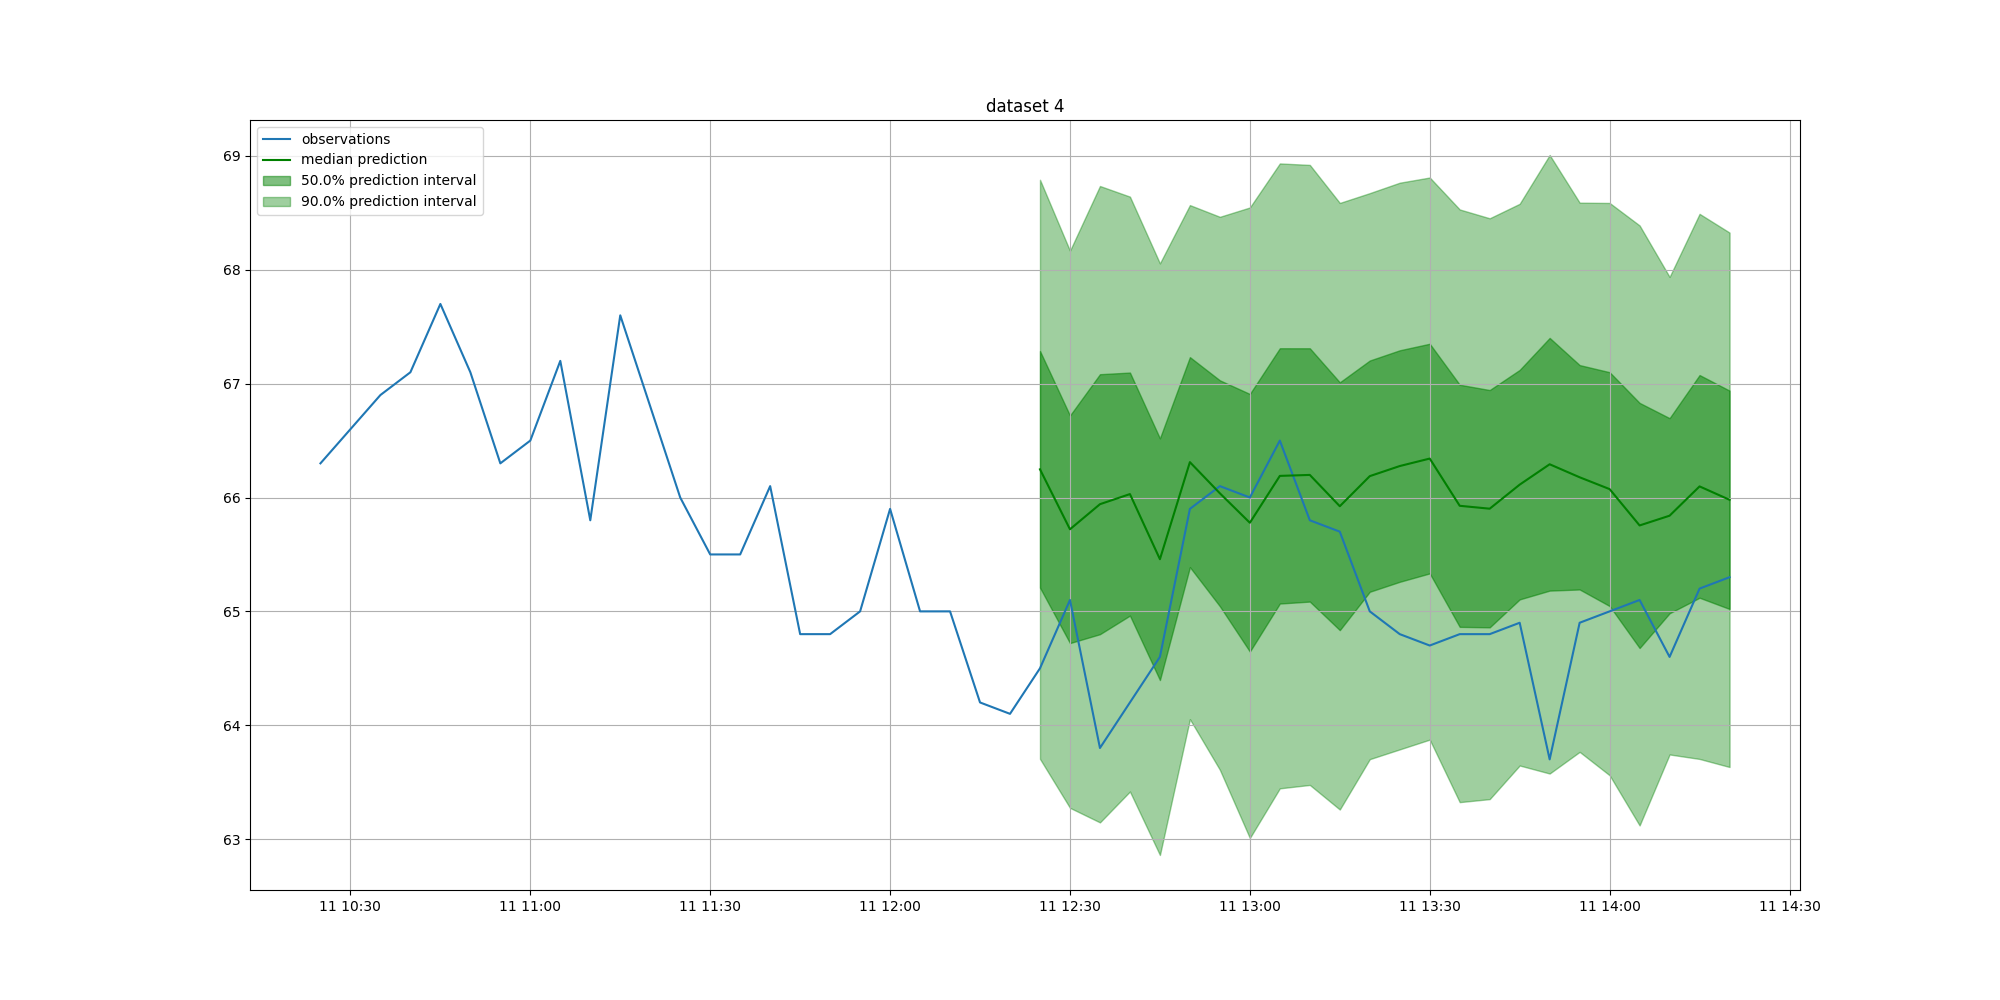 dataset 4
observations
median prediction
50.0% prediction interval
90.0% prediction interval
69
68
67
66
65
64
63
11 10:30 11 11:00 11 11:30 11 12:00 11 12:30 11 13:00 11 13:30 11 14:00 11 14:30